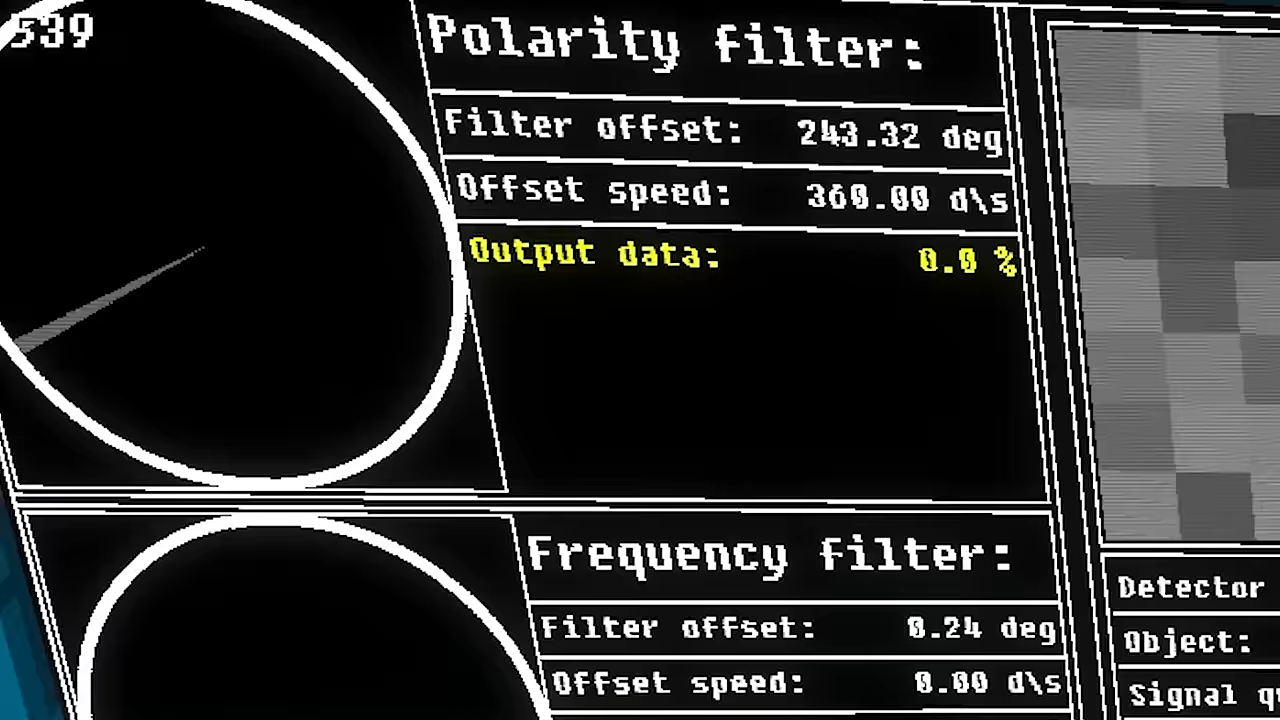 539
Polarity filter:
Filter offset: 243.32 deg
Offset speed: 360.00 d\s
Output data: 0.0 %
Frequency filter:
Filter offset: 0.24 deg
Offset speed: 0.00 d\s
Detector
Object:
Signal